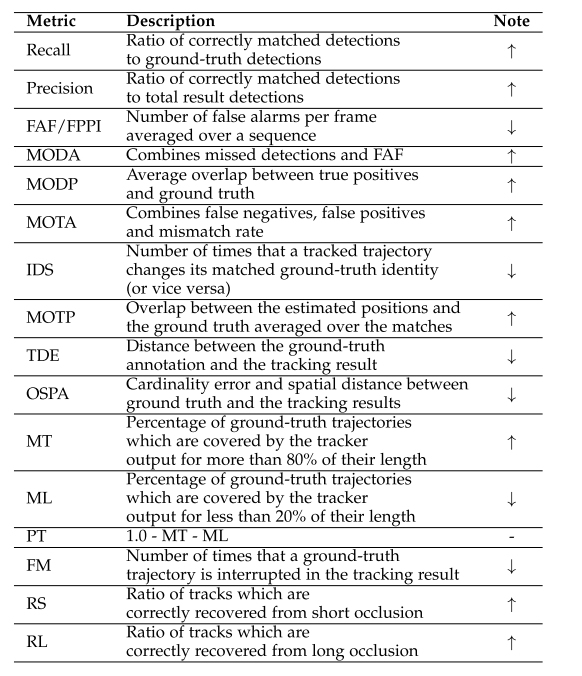 Metric Description Note
Recall Ratio of correctly matched detections
to ground-truth detections ↑
Precision Ratio of correctly matched detections
to total result detections ↑
FAF/FPPI Number of false alarms per frame
averaged over a sequence ↓
MODA Combines missed detections and FAF ↑
MODP Average overlap between true positives
and ground truth ↑
MOTA Combines false negatives, false positives
and mismatch rate ↑
IDS Number of times that a tracked trajectory
changes its matched ground-truth identity
(or vice versa) ↓
MOTP Overlap between the estimated positions and
the ground truth averaged over the matches ↑
TDE Distance between the ground-truth
annotation and the tracking result ↓
OSPA Cardinality error and spatial distance between
ground truth and the tracking results ↓
MT Percentage of ground-truth trajectories
which are covered by the tracker
output for more than 80% of their length ↑
ML Percentage of ground-truth trajectories
which are covered by the tracker
output for less than 20% of their length ↓
PT 1.0 - MT - ML -
FM Number of times that a ground-truth
trajectory is interrupted in the tracking result ↓
RS Ratio of tracks which are
correctly recovered from short occlusion ↑
RL Ratio of tracks which are
correctly recovered from long occlusion ↑